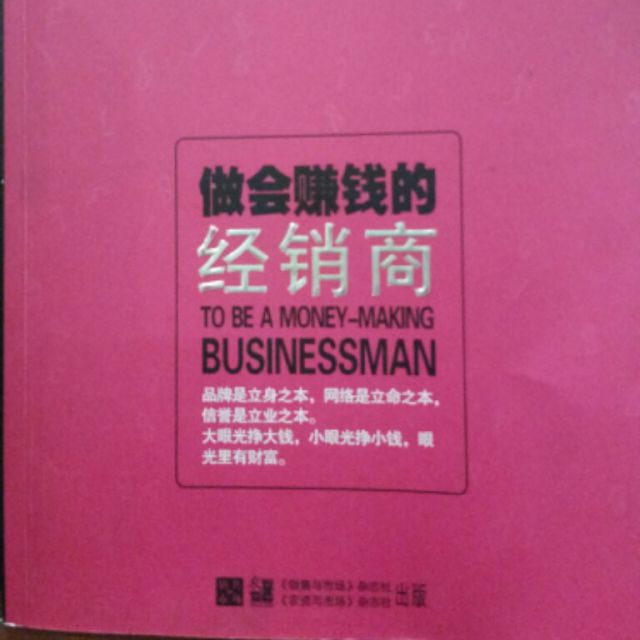 做会赚钱的
经销商
TO BE A MONEY-MAKING
BUSINESSMAN
品牌是立身之本，网络是立命之本，
信誉是立业之本。
大眼光挣大钱，小眼光挣小钱，眼
光里有财富。
《销售与市场》杂志社
《农资与市场》杂志社 出版